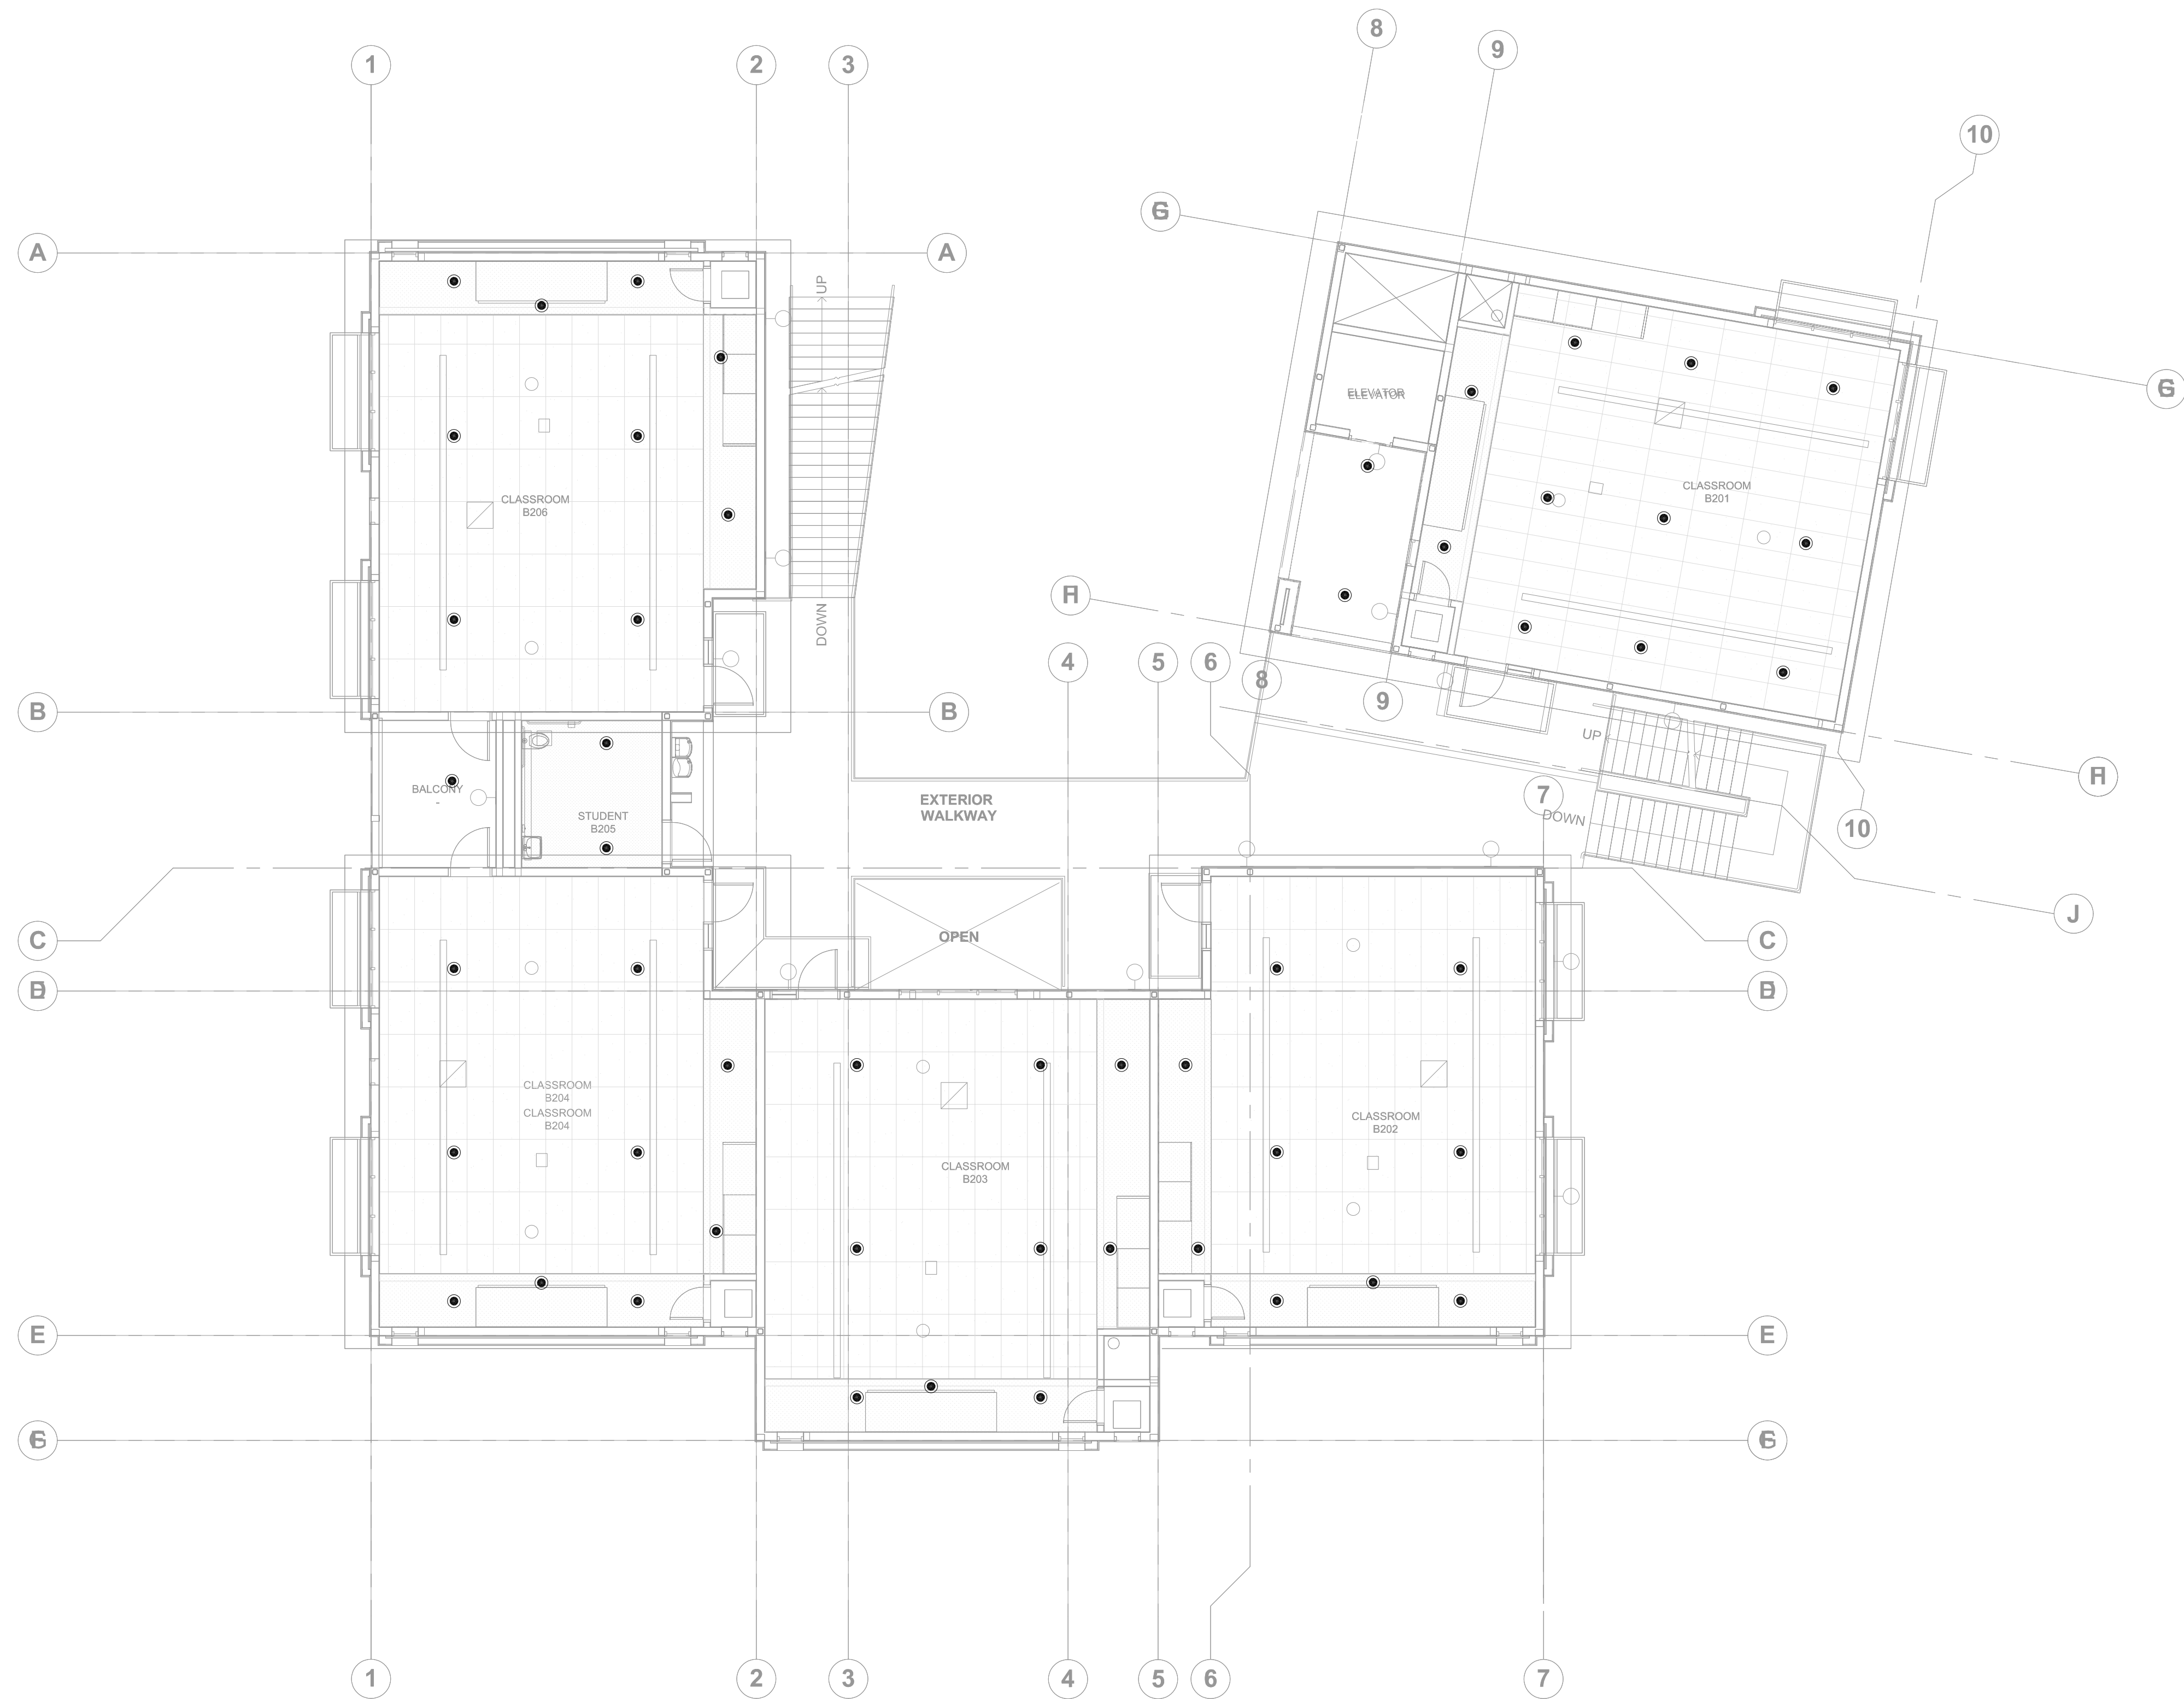 8
9
1
2
3
10
G
A
A
UP
ELEVATOR
G
CLASSROOM
B201
CLASSROOM
B206
H
DOWN
4
5
6
8
9
B
B
UP
H
BALCONY
-
7
EXTERIOR
WALKWAY
STUDENT
B205
DOWN
10
J
C
OPEN
C
D
D
CLASSROOM
B204
CLASSROOM
B204
CLASSROOM
B202
CLASSROOM
B203
E
E
1
2
3
4
5
6
7